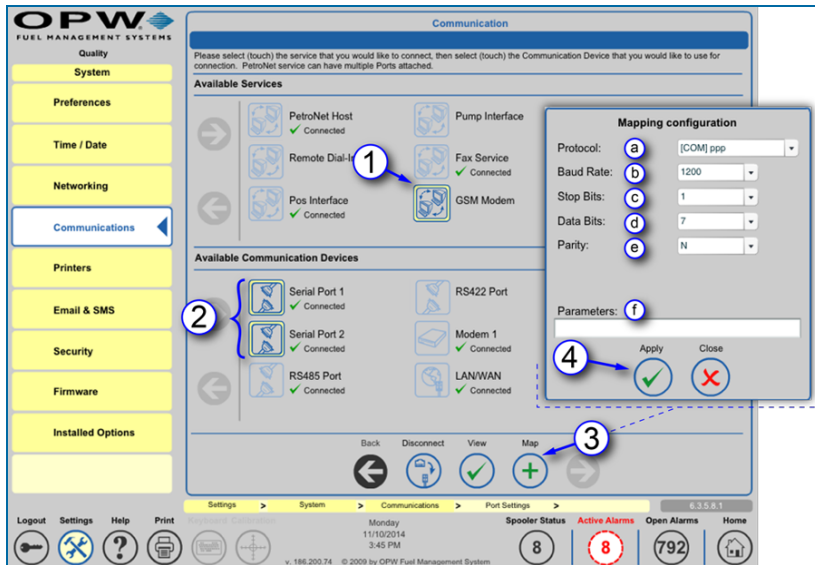 OPW
FUEL MANAGEMENT SYSTEMS
Quality
System
Preferences
Time / Date
Networking
Communications
Printers
Email & SMS
Security
Firmware
Installed Options
Communication
Please select (touch) the service that you would like to connect, then select (touch) the Communication Device that you would like to use for
connection. PetroNet service can have multiple Ports attached.
Available Services
PetroNet Host
Connected
Pump Interface
Remote Dial-In
Fax Service
Connected
Pos Interface
Connected
GSM Modem
1
Available Communication Devices
2
Serial Port 1
Connected
RS422 Port
Serial Port 2
Connected
Modem 1
Connected
RS485 Port
Connected
LAN/WAN
Connected
Mapping configuration
Protocol: a [COM] ppp
Baud Rate: b 1200
Stop Bits: c 1
Data Bits: d 7
Parity: e N
Parameters: f
4
Apply Close
3
Back Disconnect View Map
Settings > System > Communications > Port Settings > 6.3.5.8.1
Logout Settings Help Print Keyboard Calibration
Monday
11/10/2014
3:45 PM
v. 186.200.74 © 2009 by OPW Fuel Management System
Spooler Status Active Alarms Open Alarms Home
8 8 792